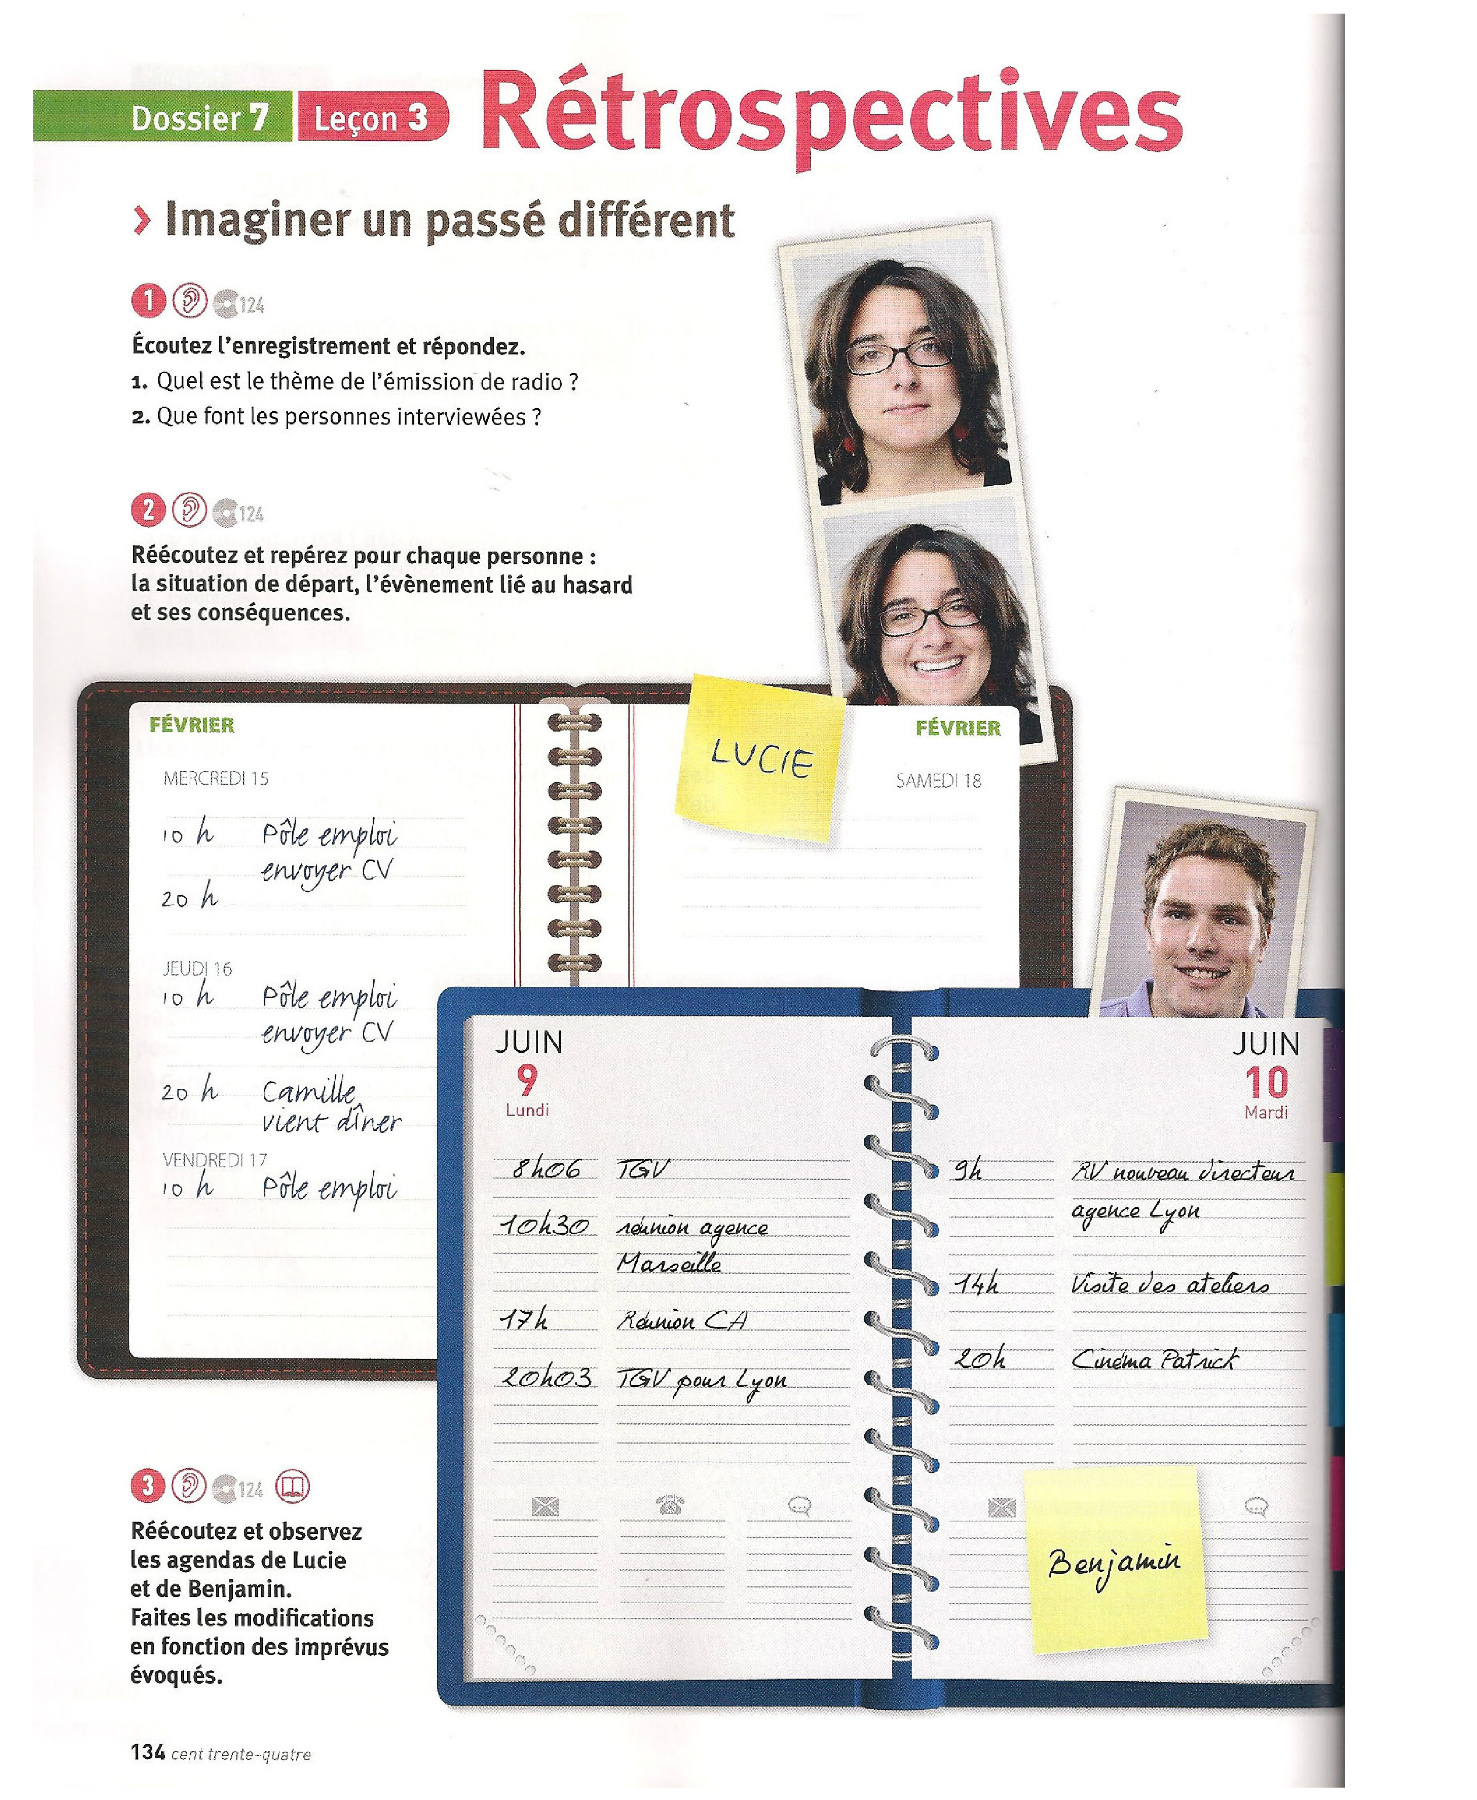 Dossier 7 Leçon 3 Rétrospectives
› Imaginer un passé différent
1 124
Écoutez l'enregistrement et répondez.
1. Quel est le thème de l'émission de radio ?
2. Que font les personnes interviewées ?
2 124
Réécoutez et repérez pour chaque personne :
la situation de départ, l'évènement lié au hasard
et ses conséquences.
LUCIE
FÉVRIER
MERCREDI 15
10 h Pôle emploi
envoyer CV
20 h
JEUDI 16
10 h Pôle emploi
envoyer CV
20 h Camille
vient dîner
VENDREDI 17
10 h Pôle emploi
FÉVRIER
SAMEDI 18
JUIN
9
Lundi
8h06 TGV
10h30 réunion agence
Marseille
17h Réunion CA
20h03 TGV pour Lyon
JUIN
10
Mardi
9h RV nouveau directeur
agence Lyon
14h Visite des ateliers
20h Cinéma Patrick
Benjamin
3 124
Réécoutez et observez
les agendas de Lucie
et de Benjamin.
Faites les modifications
en fonction des imprévus
évoqués.
134 cent trente-quatre